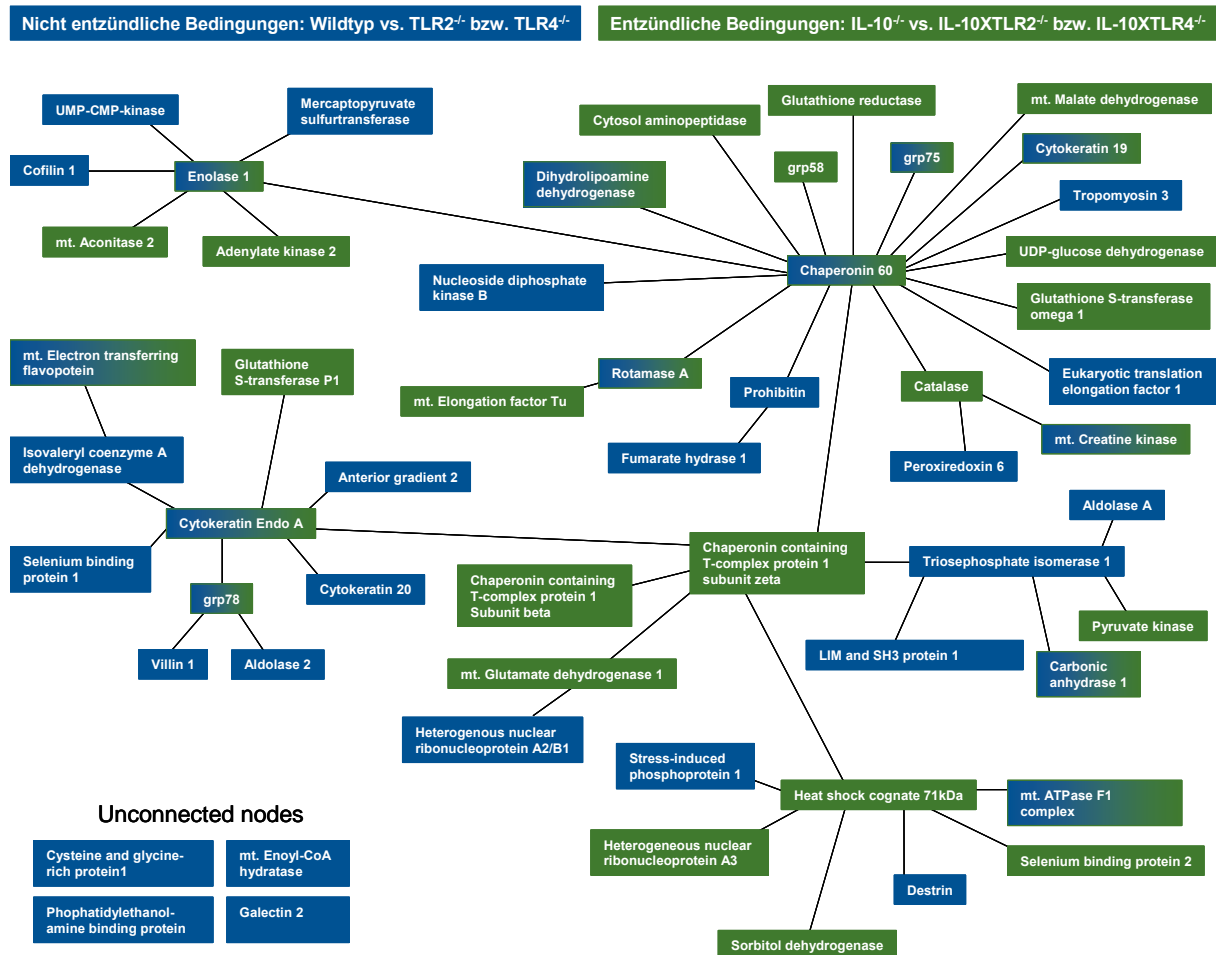 Nicht entzündliche Bedingungen: Wildtyp vs. TLR2-/- bzw. TLR4-/-
Entzündliche Bedingungen: IL-10-/- vs. IL-10XTLR2-/- bzw. IL-10XTLR4-/-
UMP-CMP-kinase
Mercaptopyruvate
sulfurtransferase
Cofilin 1
Enolase 1
mt. Aconitase 2
Adenylate kinase 2
Glutathione reductase
mt. Malate dehydrogenase
Cytosol aminopeptidase
Cytokeratin 19
grp75
grp58
Dihydrolipoamine
dehydrogenase
Tropomyosin 3
UDP-glucose dehydrogenase
Chaperonin 60
Nucleoside diphosphate
kinase B
Glutathione S-transferase
omega 1
Eukaryotic translation
elongation factor 1
Rotamase A
mt. Elongation factor Tu
Prohibitin
Catalase
Fumarate hydrase 1
Peroxiredoxin 6
mt. Creatine kinase
mt. Electron transferring
flavopotein
Glutathione
S-transferase P1
Isovaleryl coenzyme A
dehydrogenase
Anterior gradient 2
Cytokeratin Endo A
Selenium binding
protein 1
grp78
Cytokeratin 20
Villin 1
Aldolase 2
Chaperonin containing
T-complex protein 1
subunit zeta
Chaperonin containing
T-complex protein 1
Subunit beta
Aldolase A
Triosephosphate isomerase 1
Pyruvate kinase
LIM and SH3 protein 1
Carbonic
anhydrase 1
mt. Glutamate dehydrogenase 1
Heterogenous nuclear
ribonucleoprotein A2/B1
Stress-induced
phosphoprotein 1
Heat shock cognate 71kDa
mt. ATPase F1
complex
Heterogeneous nuclear
ribonucleoprotein A3
Selenium binding protein 2
Destrin
Sorbitol dehydrogenase
Unconnected nodes
Cysteine and glycine-
rich protein1
mt. Enoyl-CoA
hydratase
Phophatidylethanol-
amine binding protein
Galectin 2